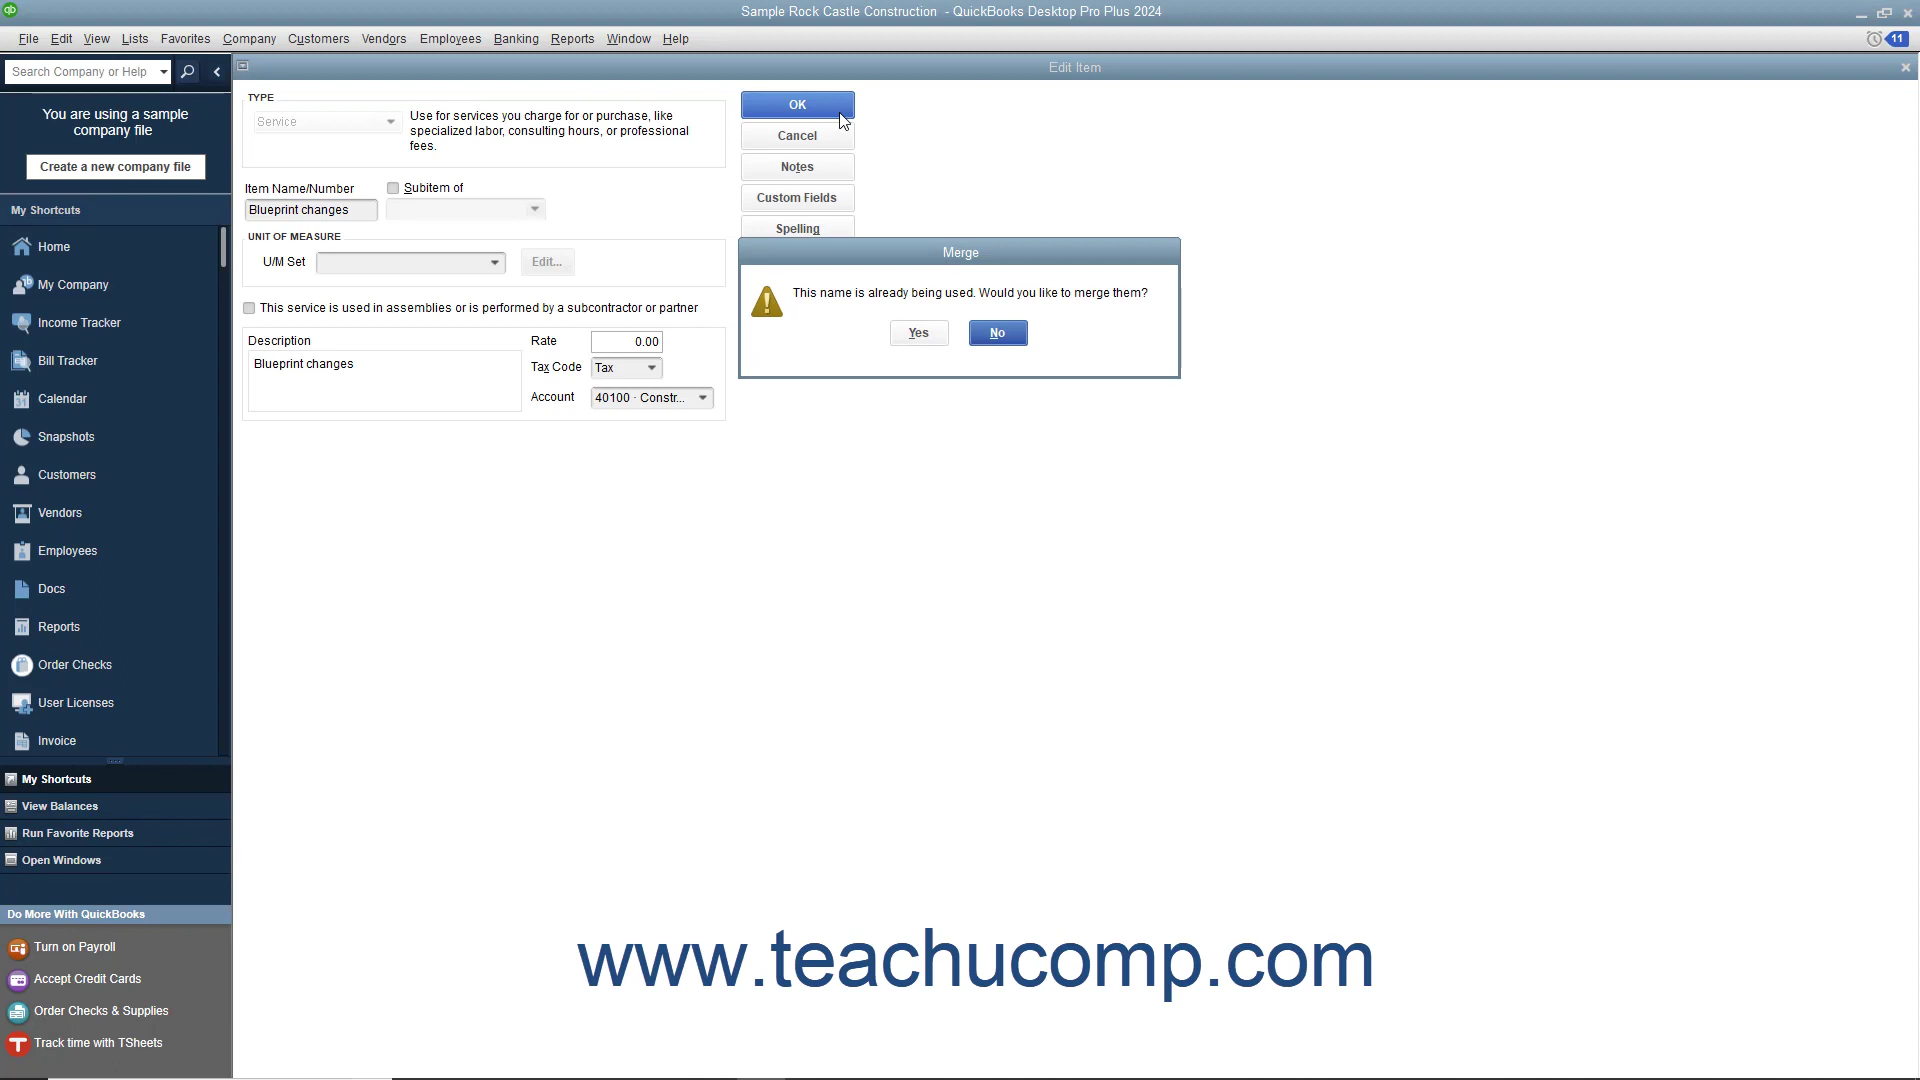 Sample Rock Castle Construction - QuickBooks Desktop Pro Plus 2024
File Edit View Lists Favorites Company Customers Vendors Employees Banking Reports Window Help
11
Search Company or Help
Edit Item
You are using a sample
company file
Create a new company file
My Shortcuts
Home
My Company
Income Tracker
Bill Tracker
31
Calendar
Snapshots
Customers
Vendors
Employees
Docs
Reports
Order Checks
User Licenses
Invoice
My Shortcuts
View Balances
Run Favorite Reports
Open Windows
Do More With QuickBooks
Turn on Payroll
Accept Credit Cards
Order Checks & Supplies
Track time with TSheets
TYPE
Service
Use for services you charge for or purchase, like
specialized labor, consulting hours, or professional
fees.
Item Name/Number
Subitem of
Blueprint changes
UNIT OF MEASURE
U/M Set
Edit...
This service is used in assemblies or is performed by a subcontractor or partner
Description
Blueprint changes
Rate
0.00
Tax Code
Tax
Account
40100 · Constr...
OK
Cancel
Notes
Custom Fields
Spelling
Merge
This name is already being used. Would you like to merge them?
Yes
No
www.teachucomp.com